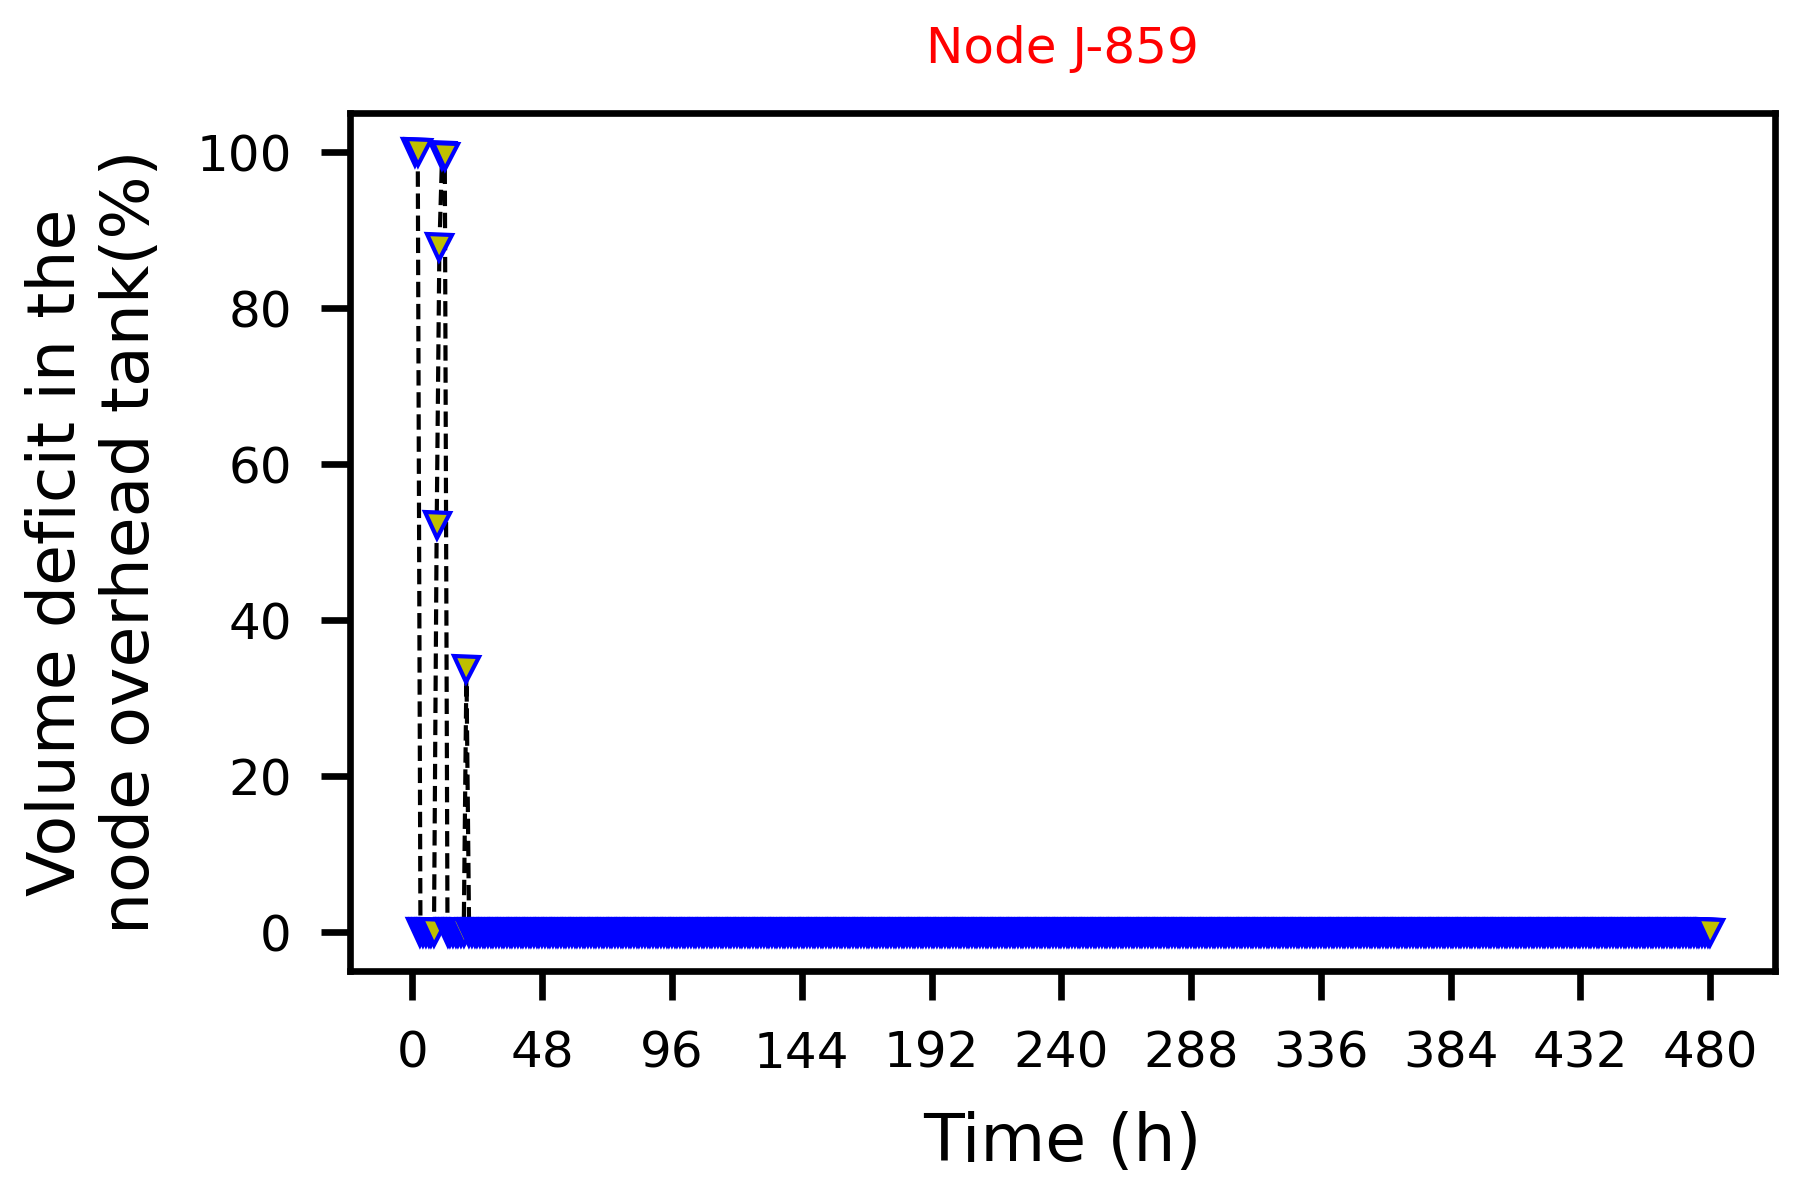 Node J-859
Volume deficit in the
node overhead tank(%)
100
80
60
40
20
0
0 48 96 144 192 240 288 336 384 432 480
Time (h)